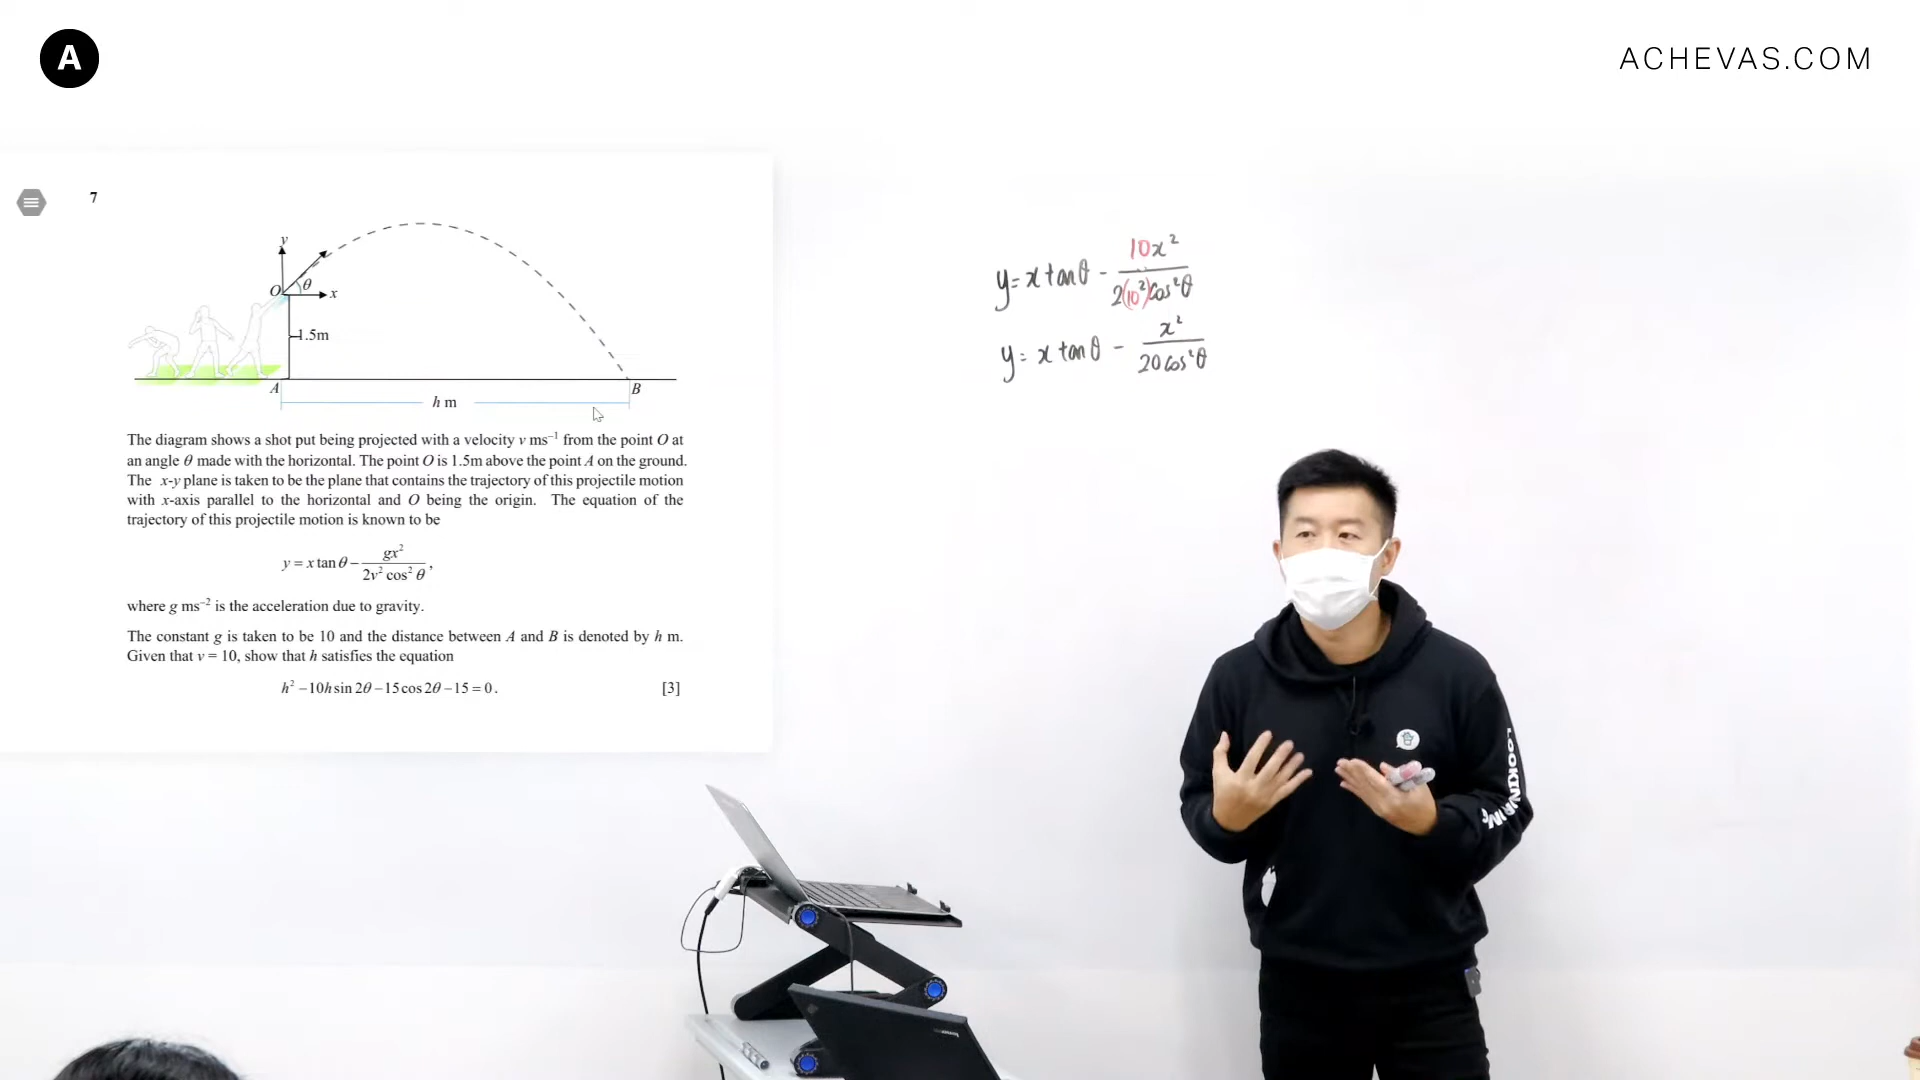 A
ACHEVAS.COM
7
y
O
θ
x
1.5m
A
B
h m
The diagram shows a shot put being projected with a velocity v ms⁻¹ from the point O at
an angle θ made with the horizontal. The point O is 1.5m above the point A on the ground.
The x-y plane is taken to be the plane that contains the trajectory of this projectile motion
with x-axis parallel to the horizontal and O being the origin. The equation of the
trajectory of this projectile motion is known to be
y = x tan θ − gx² / 2v² cos² θ ,
where g ms⁻² is the acceleration due to gravity.
The constant g is taken to be 10 and the distance between A and B is denoted by h m.
Given that v = 10, show that h satisfies the equation
h² − 10h sin 2θ − 15 cos 2θ − 15 = 0. [3]
y = x tan θ − 10x² / 2(10²)cos²θ
y = x tan θ − x² / 20 cos²θ